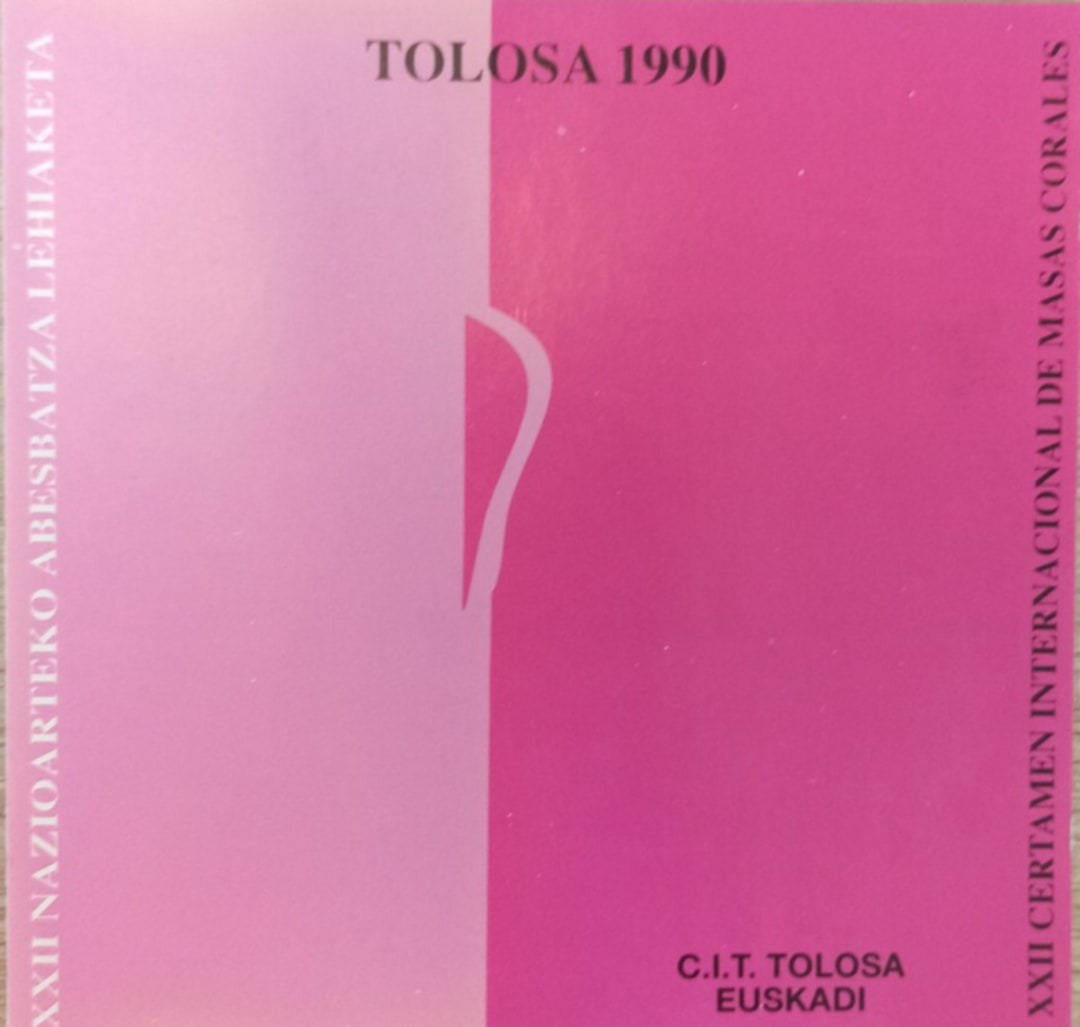 TOLOSA 1990
XXII NAZIOARTEKO ABESBATZA LEHIAKETA
XXII CERTAMEN INTERNACIONAL DE MASAS CORALES
C.I.T. TOLOSA
EUSKADI